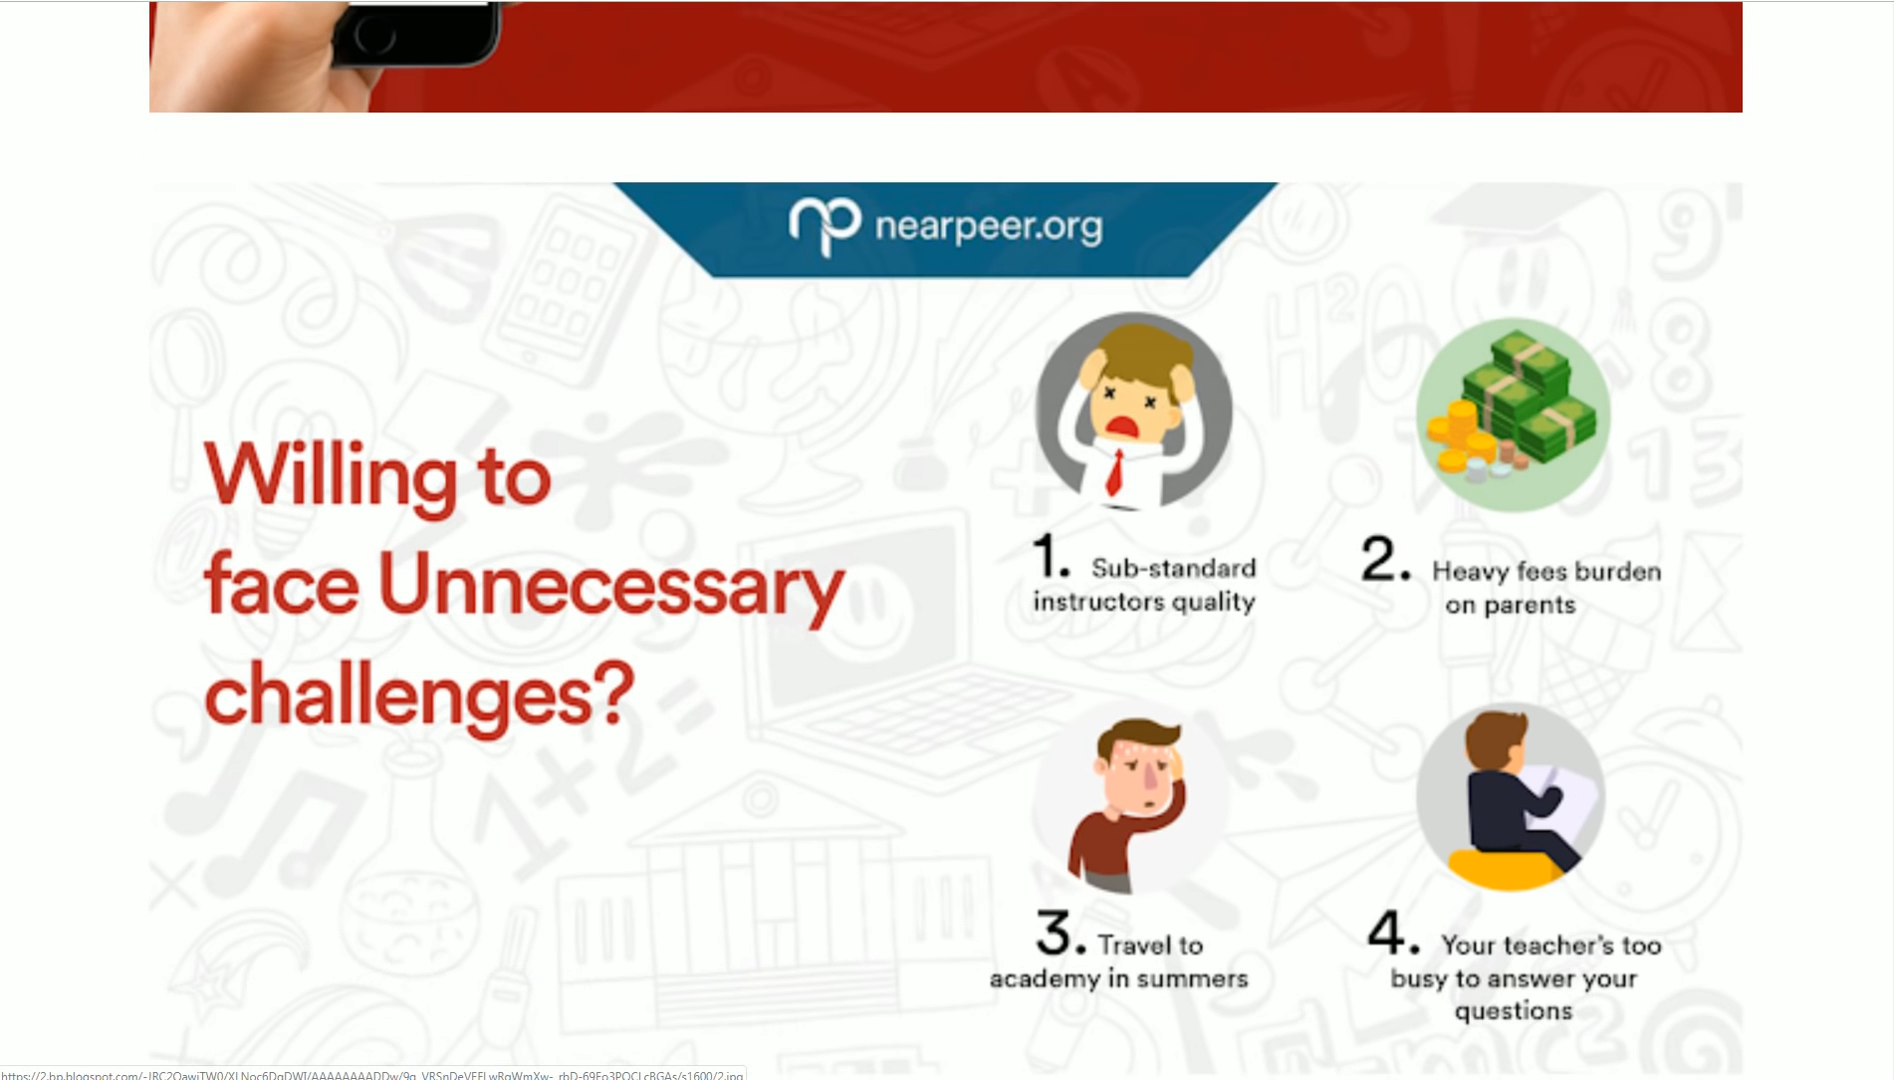 nearpeer.org
Willing to
face Unnecessary
challenges?
1. Sub-standard
instructors quality
2. Heavy fees burden
on parents
3. Travel to
academy in summers
4. Your teacher's too
busy to answer your
questions